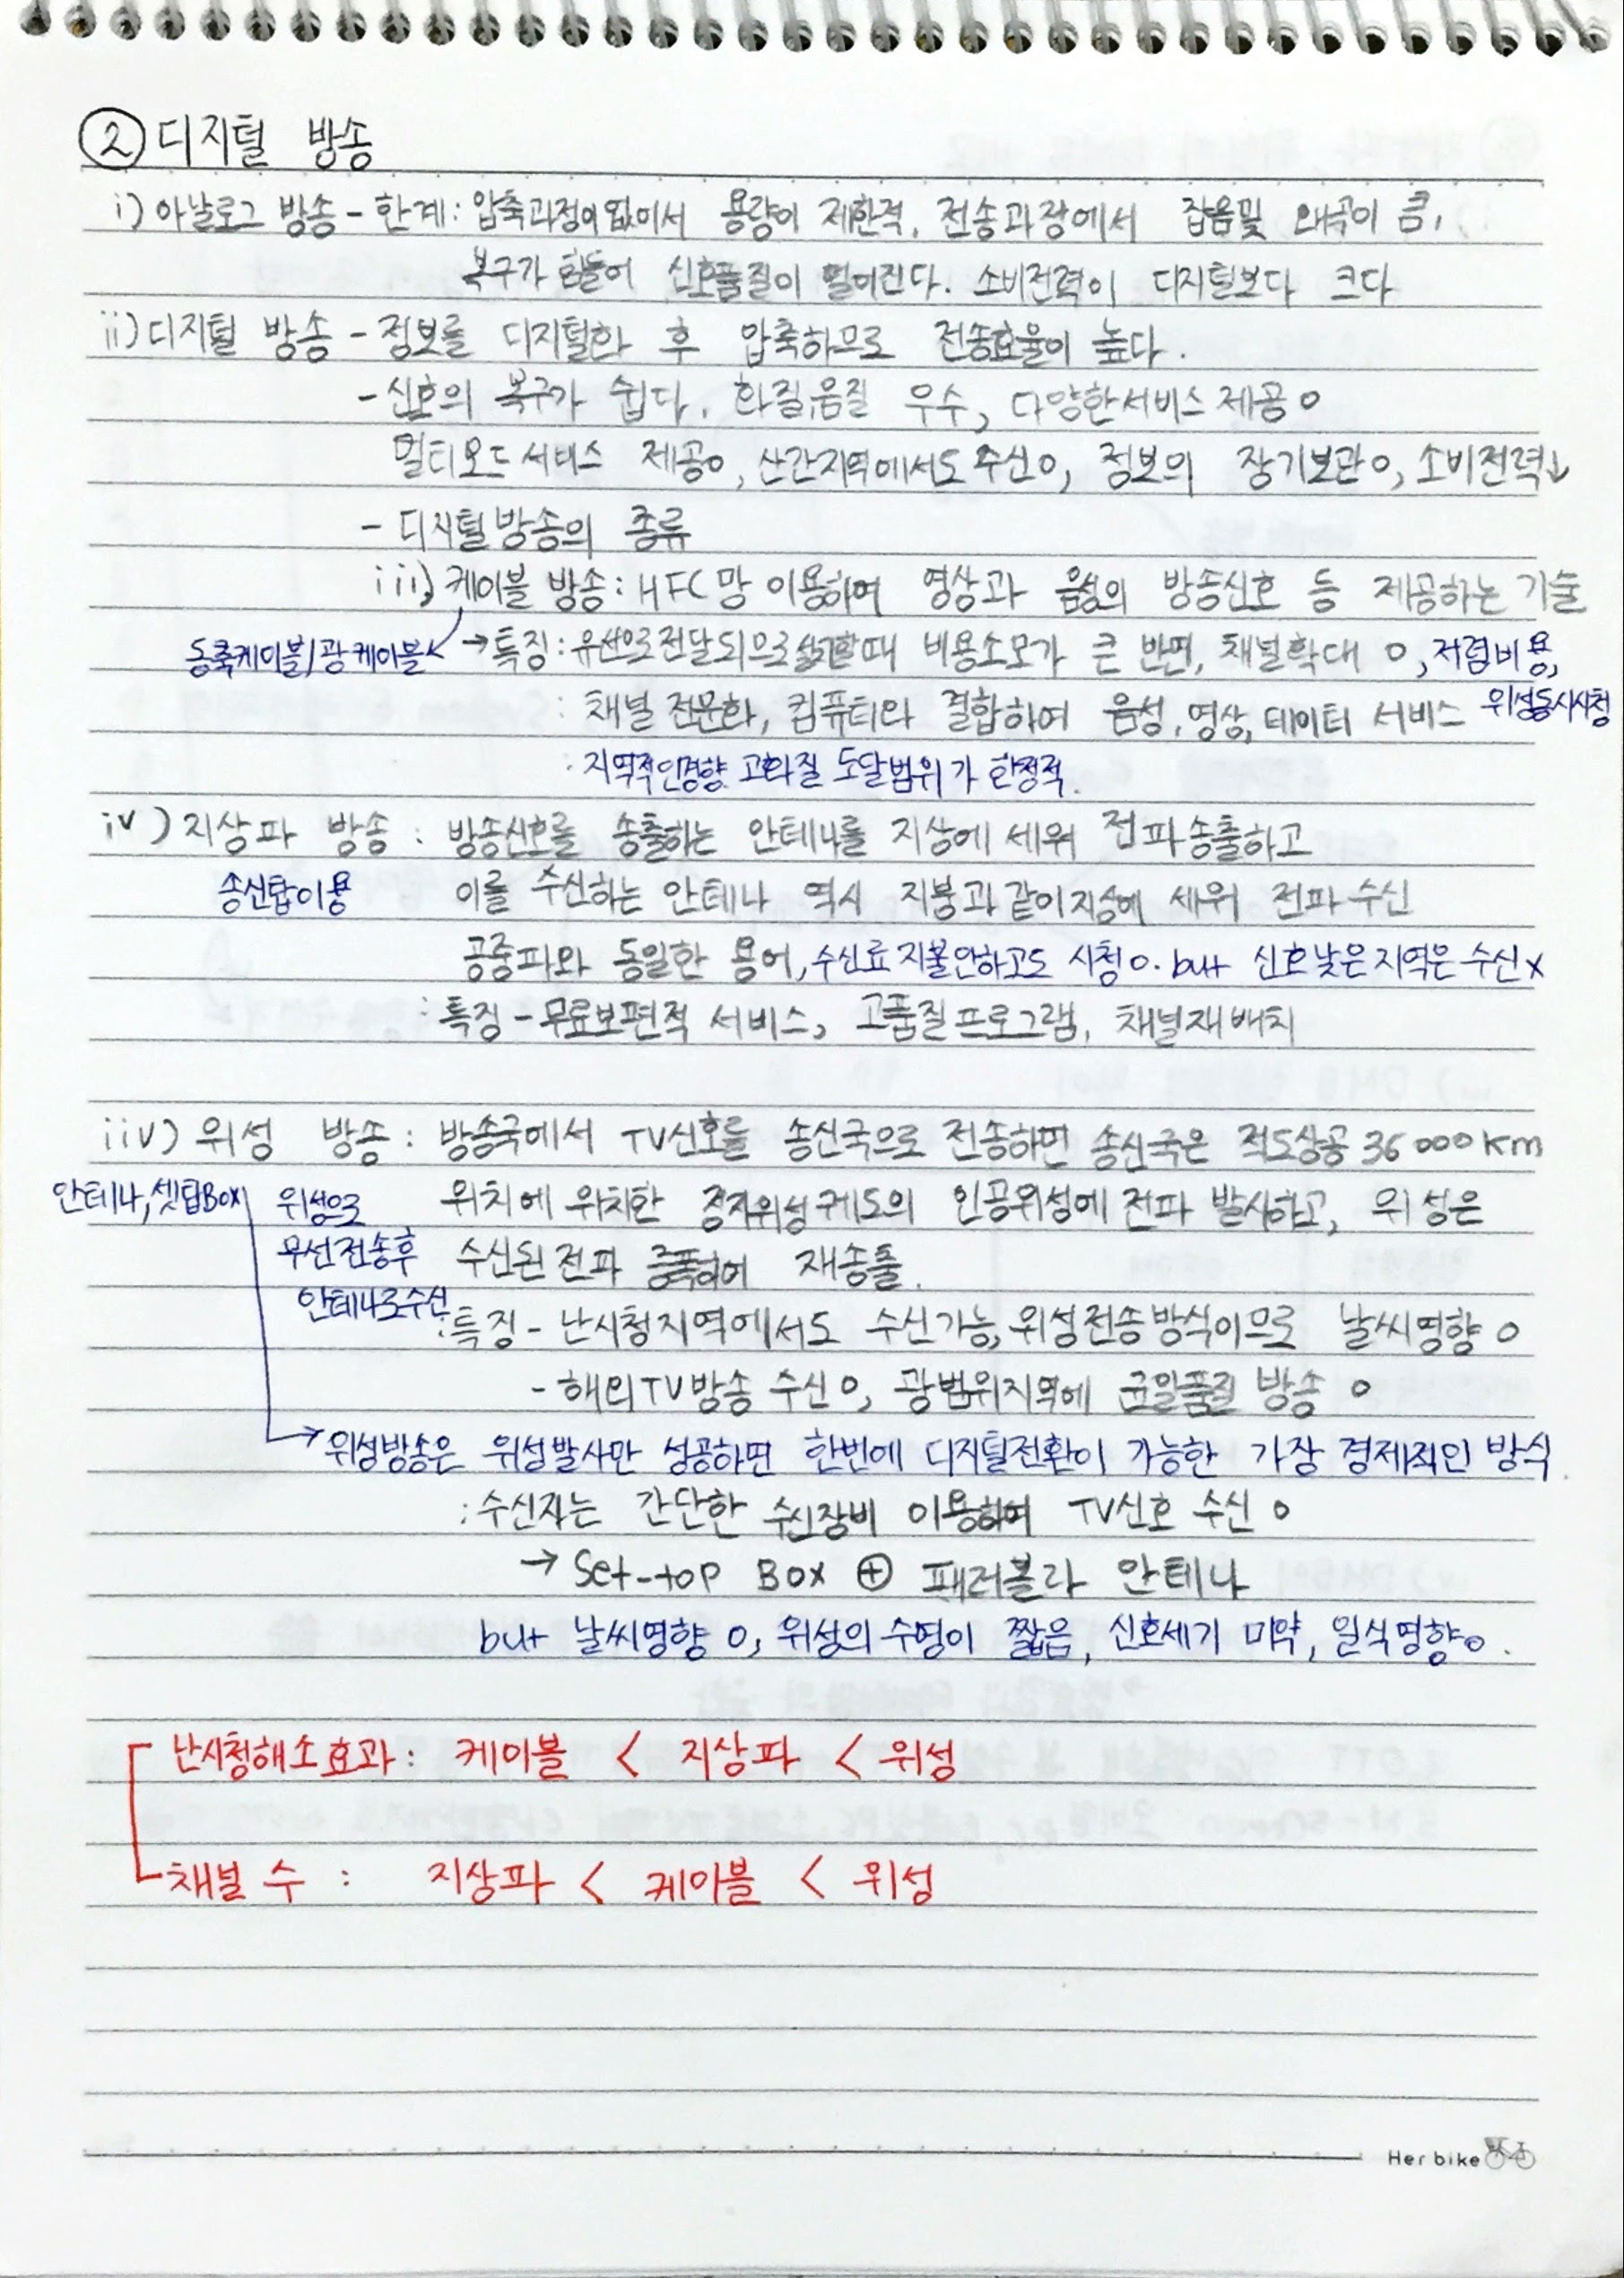 ② 디지털 방송
i) 아날로그 방송 - 한계 : 압축과정이 없어서 용량이 제한적, 전송과정에서 잡음 및 왜곡이 큼,
복구가 힘들어 신호품질이 떨어진다. 소비전력이 디지털보다 크다
ii) 디지털 방송 - 정보를 디지털화 후 압축하므로 전송효율이 높다.
- 신호의 복구가 쉽다. 화질,음질 우수, 다양한서비스 제공 o
멀티모드 서비스 제공o, 산간지역에서도 수신o, 정보의 장기보관o, 소비전력↓
- 디지털방송의 종류
iii) 케이블 방송 : HFC 망 이용하여 영상과 음성의 방송신호 등 제공하는 기술
동축케이블/광케이블 → 특징 : 유선으로 전달되므로 설치할때 비용소모가 큰 반면, 채널확대 o, 저렴비용,
: 채널 전문화, 컴퓨터와 결합하여 음성, 영상, 데이터 서비스 위성동시시청
: 지역적인경향 고화질 도달범위가 한정적.
iv) 지상파 방송 : 방송신호를 송출하는 안테나를 지상에 세워 전파송출하고
송신탑이용 이를 수신하는 안테나 역시 지붕과 같이 지상에 세워 전파 수신
공중파와 동일한 용어, 수신료 지불안하고도 시청o. but 신호낮은지역은 수신x
: 특징 - 무료보편적 서비스, 고품질프로그램, 채널재배치
iiv) 위성 방송 : 방송국에서 TV신호를 송신국으로 전송하면 송신국은 적도상공 36000km
안테나, 셋탑Box 위성으로 위치에 위치한 정지위성궤도의 인공위성에 전파 발사하고, 위성은
무선전송후 수신된 전파 증폭하여 재송출.
안테나로수신 : 특징 - 난시청지역에서도 수신가능, 위성전송방식이므로 날씨영향 o
- 해외TV방송 수신o, 광범위지역에 균일품질 방송 o
→ 위성방송은 위성발사만 성공하면 한번에 디지털전환이 가능한 가장 경제적인 방식.
: 수신자는 간단한 수신장비 이용하여 TV신호 수신 o
→ Set-top Box ⊕ 패러볼라 안테나
but 날씨영향 o, 위성의 수명이 짧음, 신호세기 미약, 일식영향o.
난시청해소효과 : 케이블 < 지상파 < 위성
채널 수 : 지상파 < 케이블 < 위성
Her bike